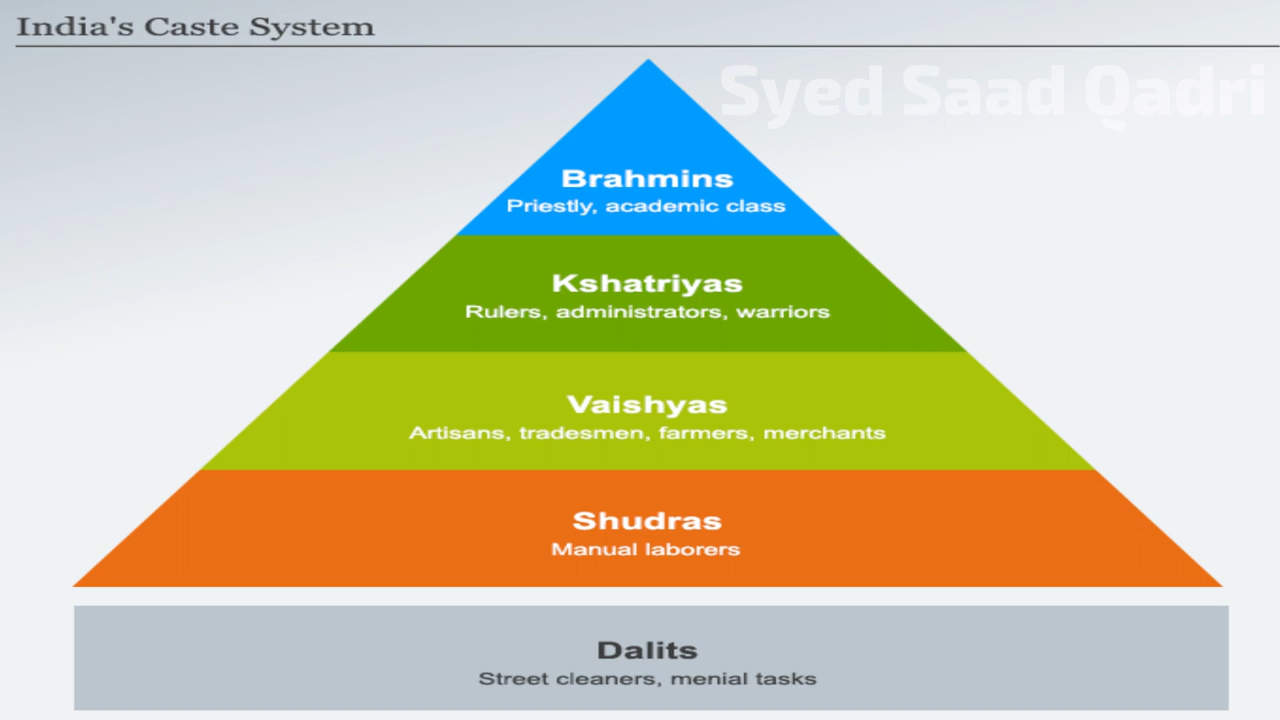 India's Caste System
Syed Saad Qadri
Brahmins
Priestly, academic class
Kshatriyas
Rulers, administrators, warriors
Vaishyas
Artisans, tradesmen, farmers, merchants
Shudras
Manual laborers
Dalits
Street cleaners, menial tasks